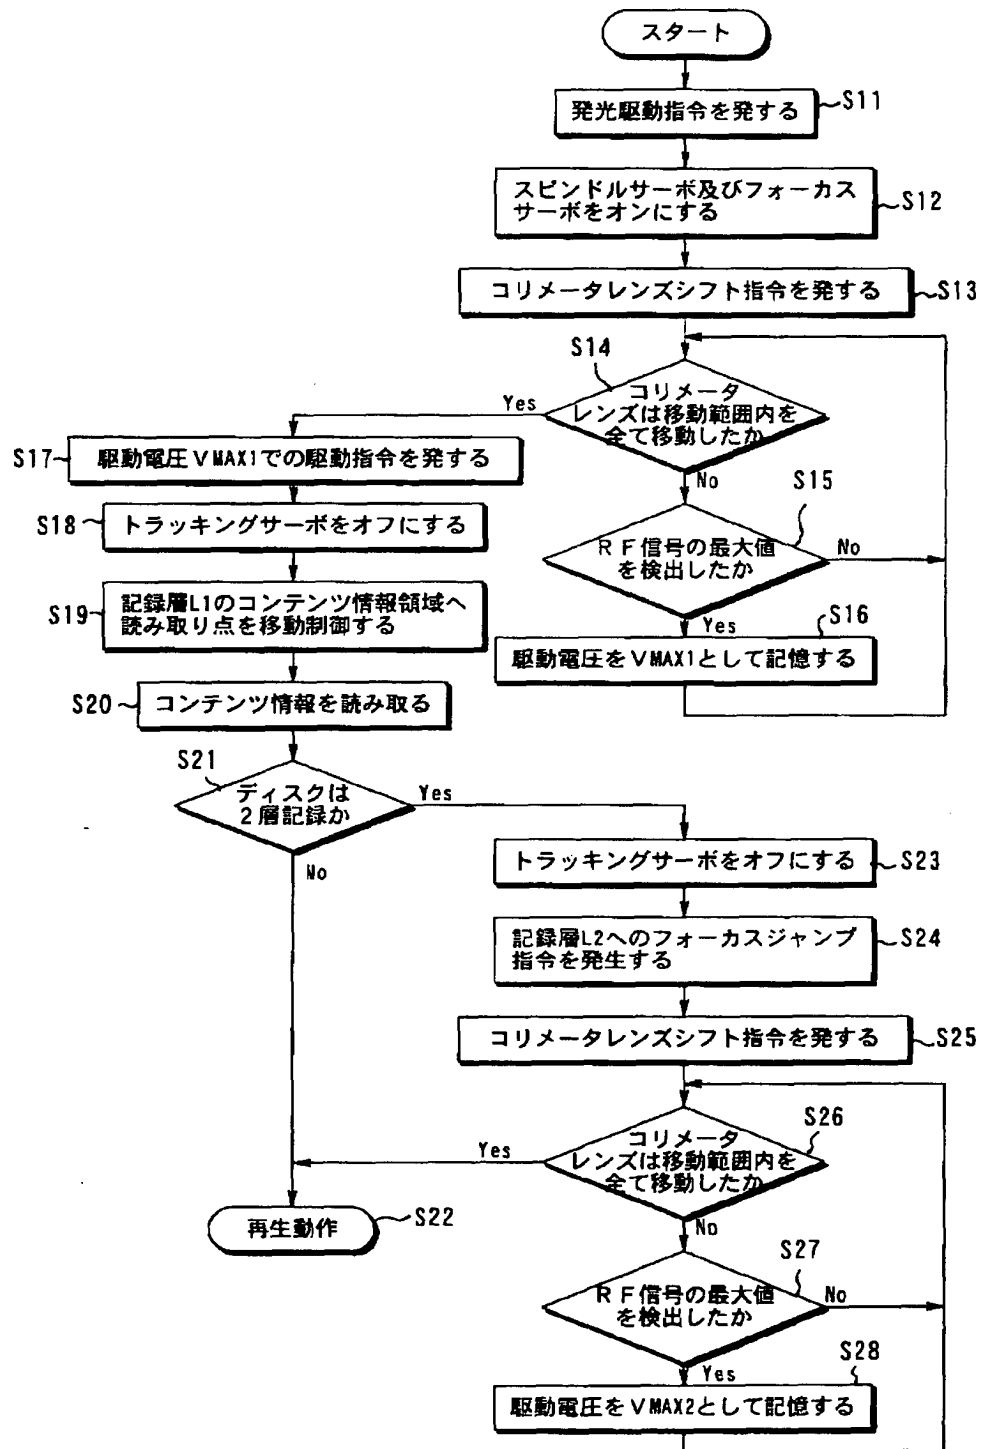 スタート
発光駆動指令を発する
S11
スピンドルサーボ及びフォーカス
サーボをオンにする
S12
コリメータレンズシフト指令を発する
S13
S14
コリメータ
レンズは移動範囲内を
全て移動したか
Yes
No
S15
RF信号の最大値
を検出したか
No
Yes
S16
駆動電圧をVMAX1として記憶する
S17
駆動電圧VMAX1での駆動指令を発する
S18
トラッキングサーボをオフにする
S19
記録層L1のコンテンツ情報領域へ
読み取り点を移動制御する
S20
コンテンツ情報を読み取る
S21
ディスクは
2層記録か
Yes
No
トラッキングサーボをオフにする
S23
記録層L2へのフォーカスジャンプ
指令を発生する
S24
コリメータレンズシフト指令を発する
S25
S26
コリメータ
レンズは移動範囲内を
全て移動したか
Yes
No
再生動作
S22
S27
RF信号の最大値
を検出したか
No
Yes
S28
駆動電圧をVMAX2として記憶する